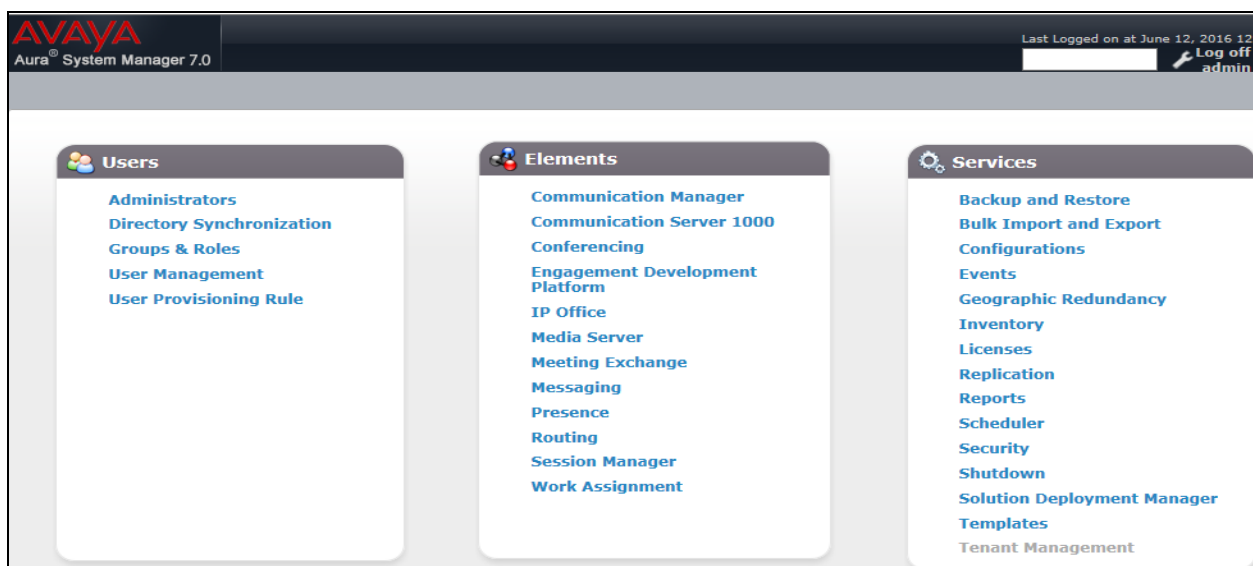 AVAYA
Aura® System Manager 7.0
Last Logged on at June 12, 2016 12
Log off
admin
Users
Administrators
Directory Synchronization
Groups & Roles
User Management
User Provisioning Rule
Elements
Communication Manager
Communication Server 1000
Conferencing
Engagement Development
Platform
IP Office
Media Server
Meeting Exchange
Messaging
Presence
Routing
Session Manager
Work Assignment
Services
Backup and Restore
Bulk Import and Export
Configurations
Events
Geographic Redundancy
Inventory
Licenses
Replication
Reports
Scheduler
Security
Shutdown
Solution Deployment Manager
Templates
Tenant Management